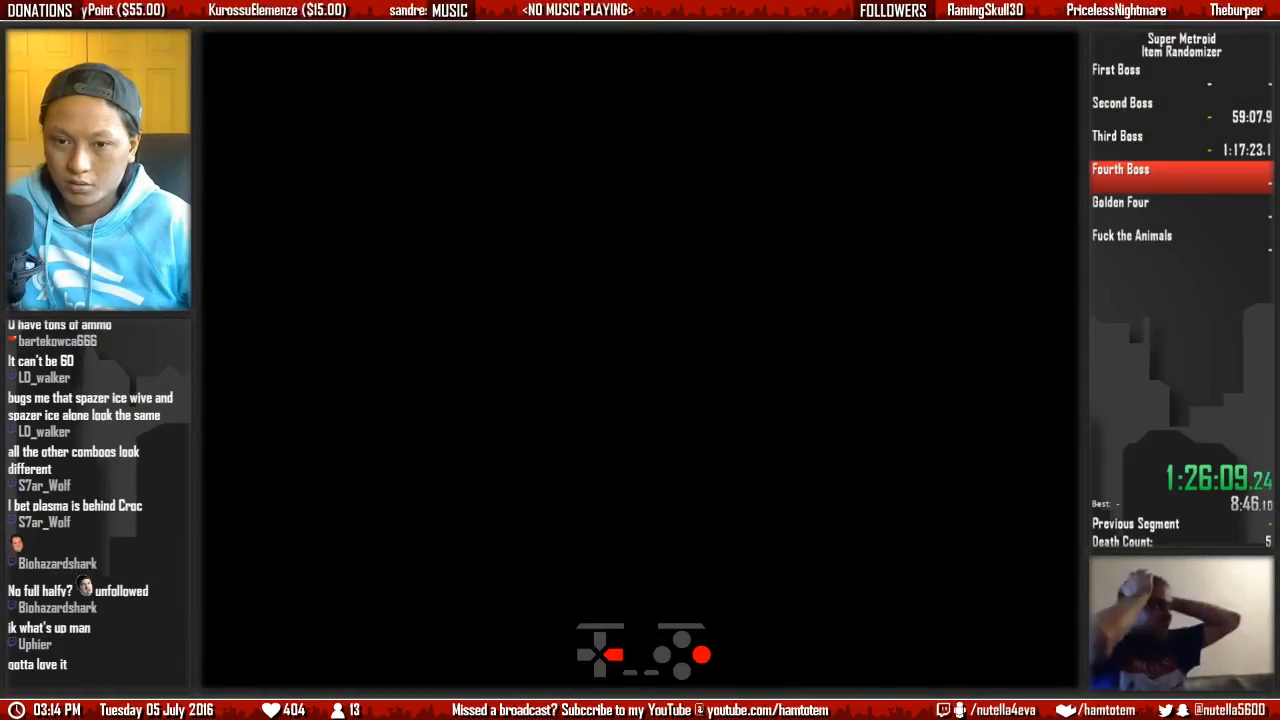 DONATIONS yPoint ($55.00) KurossuElemenze ($15.00) sandre: MUSIC <NO MUSIC PLAYING> FOLLOWERS FlamingSkull30 PricelessNightmare Theburper
Super Metroid
Item Randomizer
First Boss
- -
Second Boss
- 59:07.9
Third Boss
- 1:17:23.1
Fourth Boss
-
Golden Four
-
Fuck the Animals
-
1:26:09.24
Best: - 8:46.10
Previous Segment -
Death Count: 5
U have tons of ammo
bartekowca666
It can't be 60
LD_walker
bugs me that spazer ice wive and
spazer ice alone look the same
LD_walker
all the other comboos look
different
S7ar_Wolf
I bet plasma is behind Croc
S7ar_Wolf
Biohazardshark
No full halfy? unfollowed
Biohazardshark
ik what's up man
Uphier
gotta love it
03:14 PM Tuesday 05 July 2016 404 13 Missed a broadcast? Subccribe to my YouTube @ youtube.com/hamtotem /nutella4eva /hamtotem @nutella5600